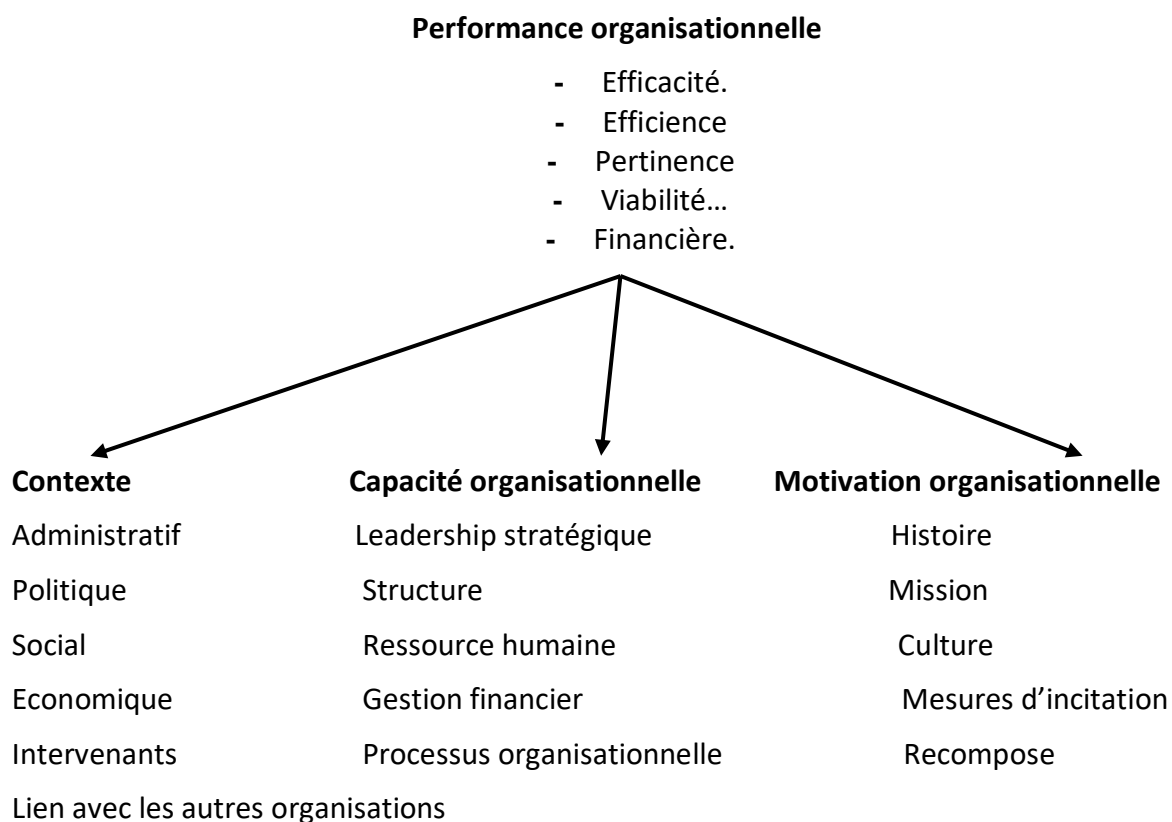 Performance organisationnelle
- Efficacité.
- Efficience
- Pertinence
- Viabilité…
- Financière.
Contexte Capacité organisationnelle Motivation organisationnelle
Administratif Leadership stratégique Histoire
Politique Structure Mission
Social Ressource humaine Culture
Economique Gestion financier Mesures d’incitation
Intervenants Processus organisationnelle Recompose
Lien avec les autres organisations